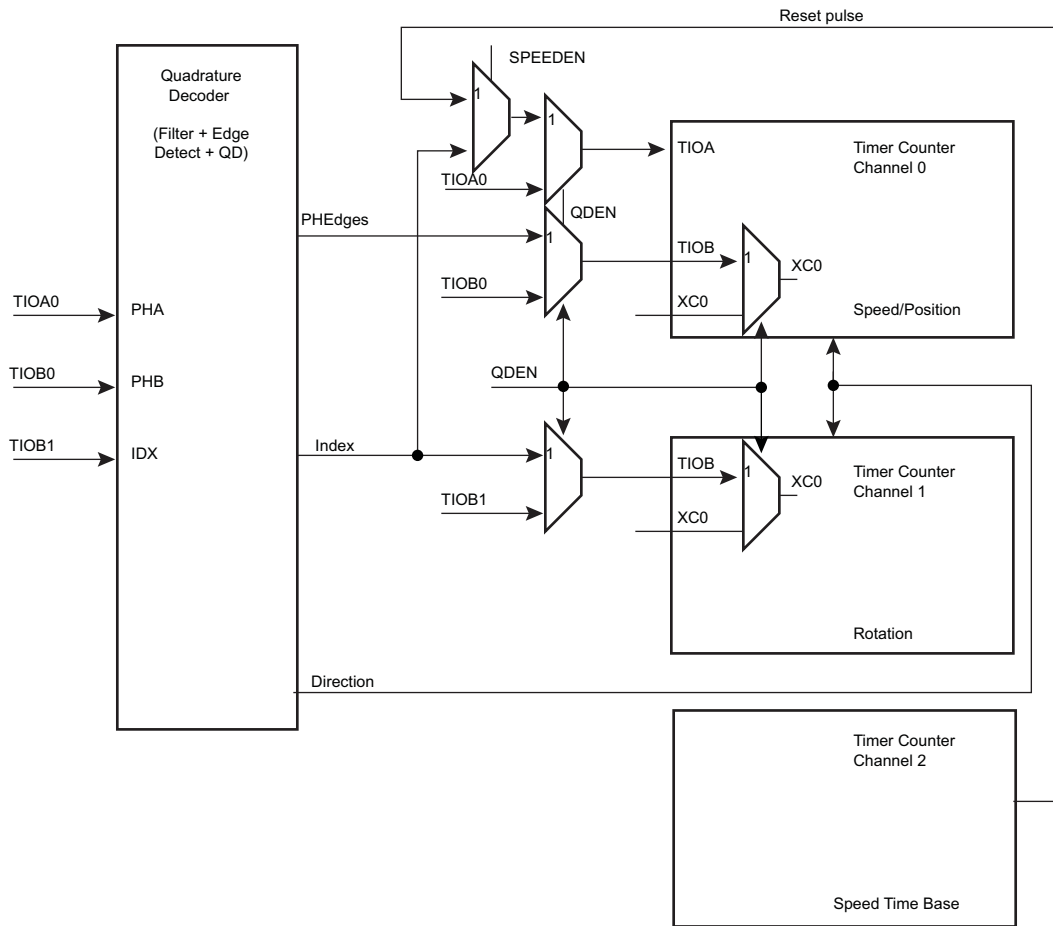 Reset pulse
SPEEDEN
Quadrature
Decoder
(Filter + Edge
Detect + QD)
1
1
TIOA
Timer Counter
Channel 0
TIOA0
QDEN
PHEdges
1
TIOB
1
XC0
TIOB0
XC0
Speed/Position
TIOA0
PHA
TIOB0
PHB
QDEN
TIOB1
IDX
Index
1
TIOB
1
XC0
Timer Counter
Channel 1
TIOB1
XC0
Rotation
Direction
Timer Counter
Channel 2
Speed Time Base